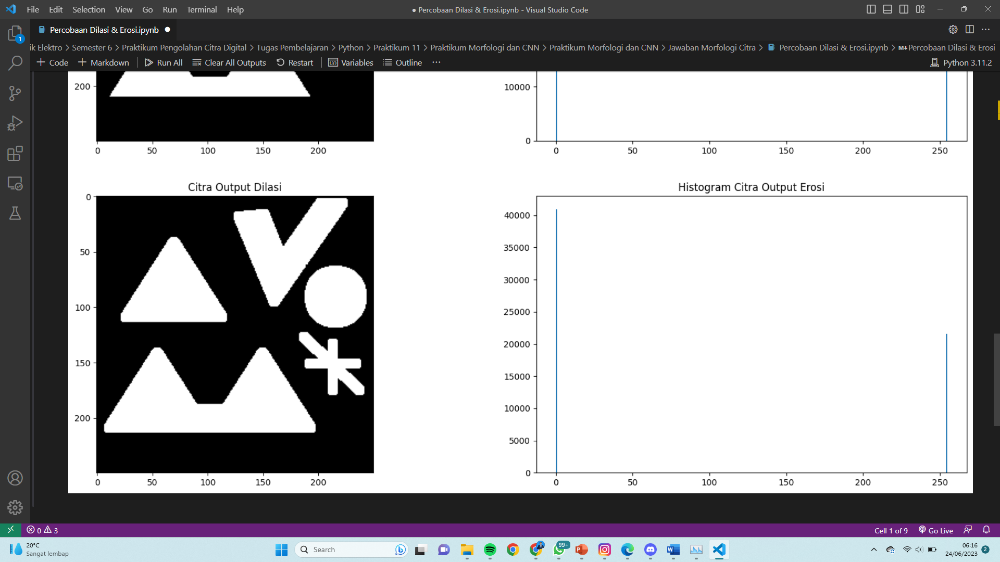 File Edit Selection View Go Run Terminal Help
● Percobaan Dilasi & Erosi.ipynb - Visual Studio Code
1
Percobaan Dilasi & Erosi.ipynb ●
ik Elektro > Semester 6 > Praktikum Pengolahan Citra Digital > Tugas Pembelajaran > Python > Praktikum 11 > Praktikum Morfologi dan CNN > Praktikum Morfologi dan CNN > Jawaban Morfologi Citra > Percobaan Dilasi & Erosi.ipynb > M↓Percobaan Dilasi & Erosi
+ Code + Markdown Run All Clear All Outputs Restart Variables Outline ... Python 3.11.2
200
0 50 100 150 200
10000
0
0 50 100 150 200 250
Citra Output Dilasi
0
50
100
150
200
0 50 100 150 200
Histogram Citra Output Erosi
40000
35000
30000
25000
20000
15000
10000
5000
0
0 50 100 150 200 250
0 3 Cell 1 of 9 Go Live
20°C
Sangat lembap
Search
99+
06:16
24/06/2023
2